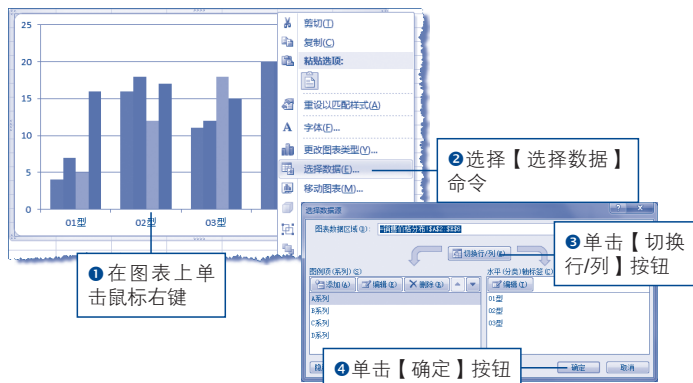 25
20
15
10
5
0
01型
02型
03型
剪切(T)
复制(C)
粘贴选项:
重设以匹配样式(A)
字体(F)...
更改图表类型(Y)...
选择数据(E)...
移动图表(M)...
❶在图表上单
击鼠标右键
❷选择【选择数据】
命令
选择数据源
图表数据区域(D):
切换行/列(W)
❸单击【切换
行/列】按钮
图例项(系列)(S)
水平(分类)轴标签(C)
添加(A) 编辑(E) 删除(R)
编辑(T)
A系列
B系列
C系列
D系列
01型
02型
03型
❹单击【确定】按钮
确定
取消